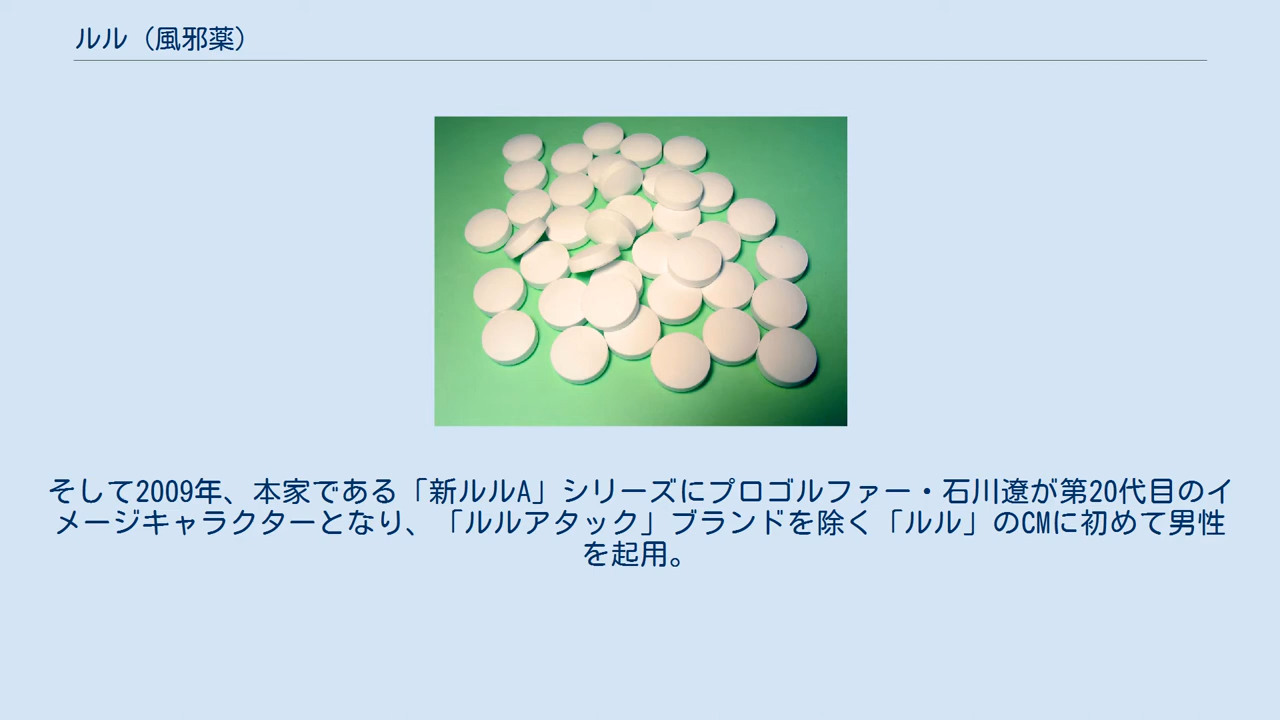 ルル（風邪薬）
そして2009年、本家である「新ルルA」シリーズにプロゴルファー・石川遼が第20代目のイ
メージキャラクターとなり、「ルルアタック」ブランドを除く「ルル」のCMに初めて男性
を起用。